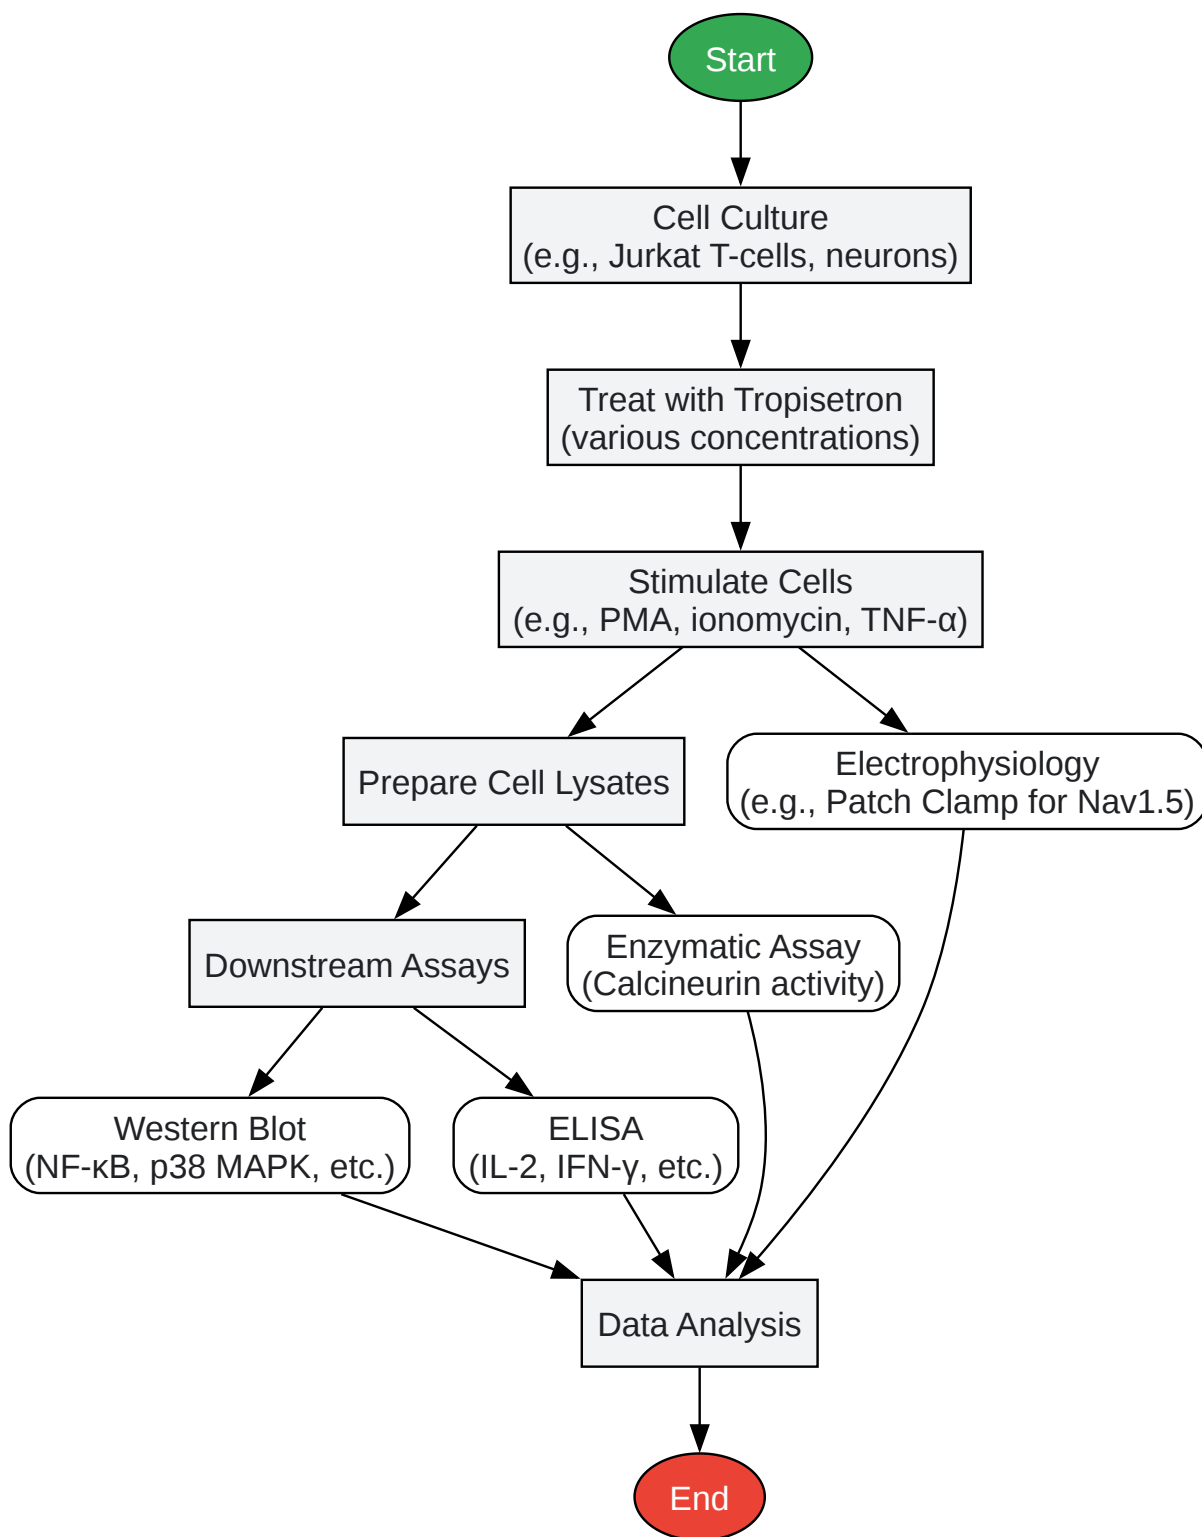 Start
Cell Culture
(e.g., Jurkat T-cells, neurons)
Treat with Tropisetron
(various concentrations)
Stimulate Cells
(e.g., PMA, ionomycin, TNF-α)
Prepare Cell Lysates
Electrophysiology
(e.g., Patch Clamp for Nav1.5)
Downstream Assays
Enzymatic Assay
(Calcineurin activity)
Western Blot
(NF-κB, p38 MAPK, etc.)
ELISA
(IL-2, IFN-γ, etc.)
Data Analysis
End